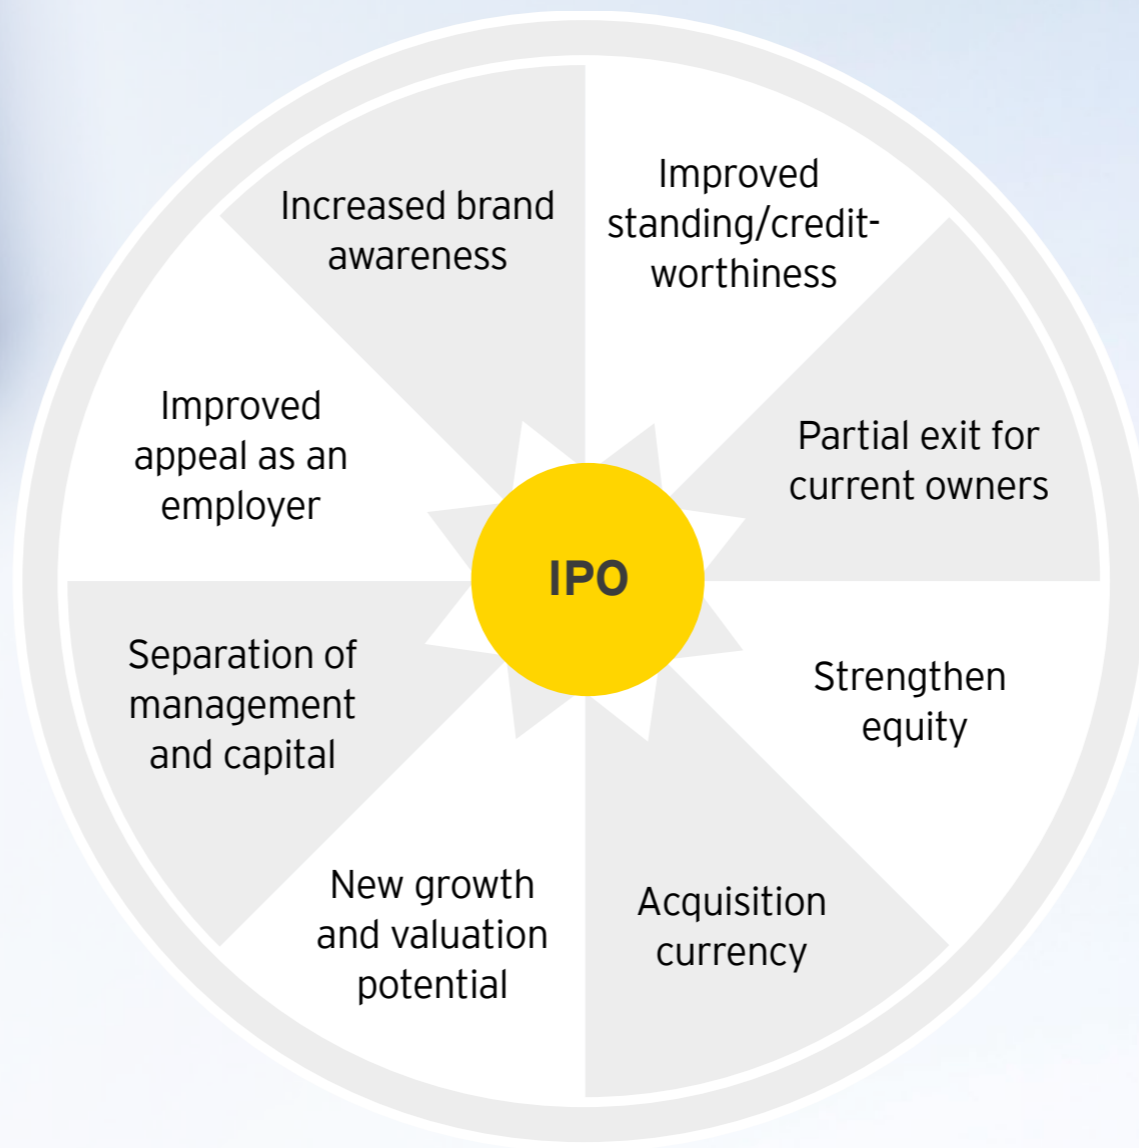 Increased brand
awareness
Improved
standing/credit-
worthiness
Partial exit for
current owners
Strengthen
equity
Acquisition
currency
New growth
and valuation
potential
Separation of
management
and capital
Improved
appeal as an
employer
IPO